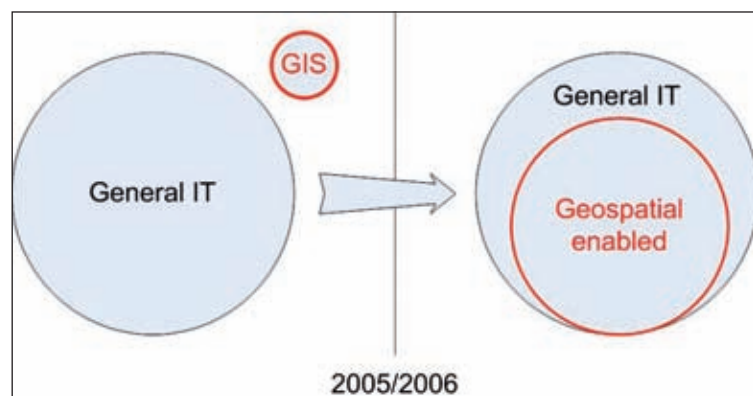 GIS
General IT
General IT
Geospatial
enabled
2005/2006